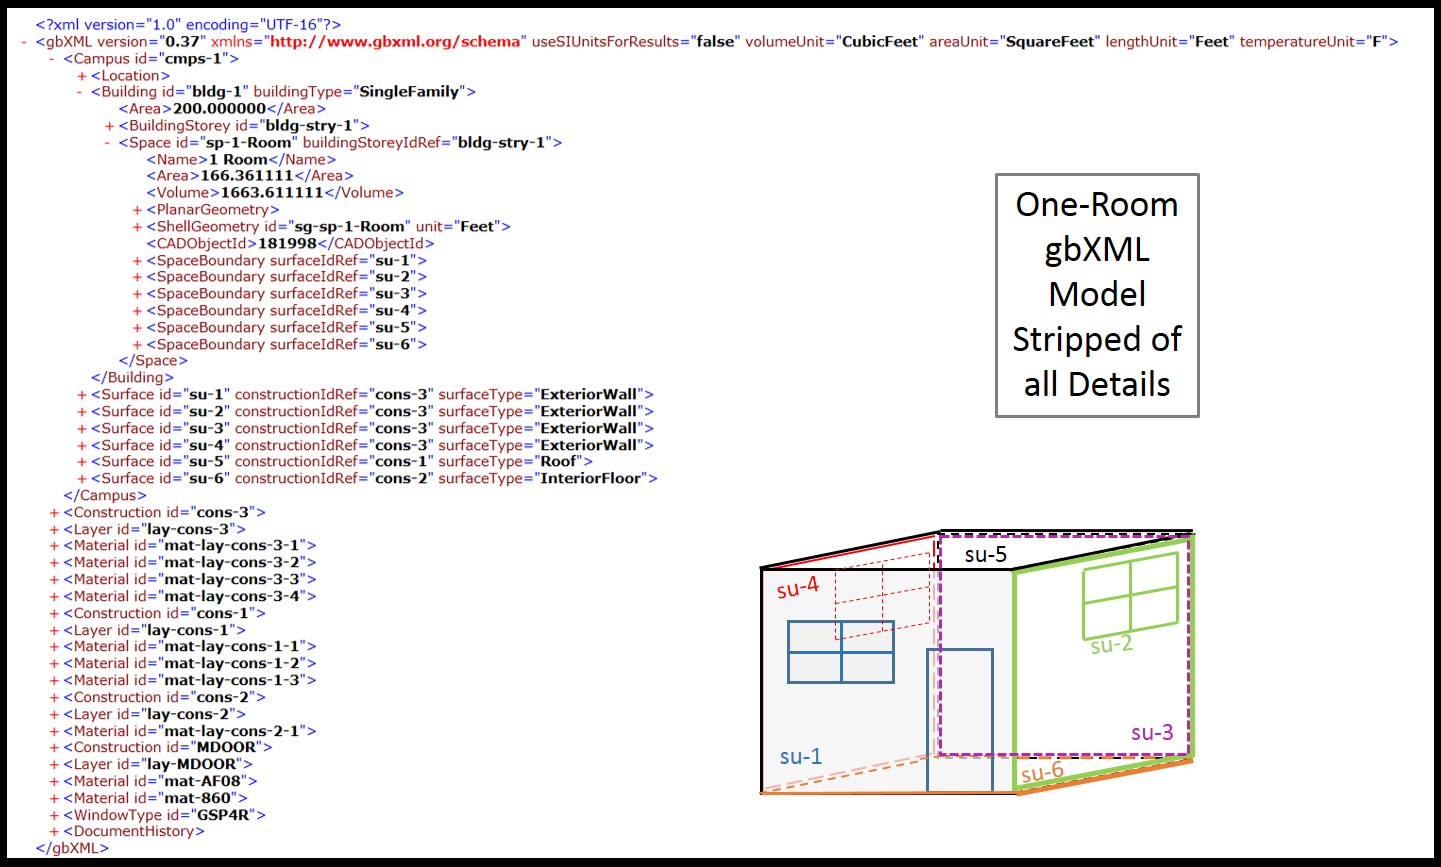 <?xml version="1.0" encoding="UTF-16"?>
- <gbXML version="0.37" xmlns="http://www.gbxml.org/schema" useSIUnitsForResults="false" volumeUnit="CubicFeet" areaUnit="SquareFeet" lengthUnit="Feet" temperatureUnit="F">
- <Campus id="cmps-1">
+ <Location>
- <Building id="bldg-1" buildingType="SingleFamily">
<Area>200.000000</Area>
+ <BuildingStorey id="bldg-stry-1">
- <Space id="sp-1-Room" buildingStoreyIdRef="bldg-stry-1">
<Name>1 Room</Name>
<Area>166.361111</Area>
<Volume>1663.611111</Volume>
+ <PlanarGeometry>
+ <ShellGeometry id="sg-sp-1-Room" unit="Feet">
<CADObjectId>181998</CADObjectId>
+ <SpaceBoundary surfaceIdRef="su-1">
+ <SpaceBoundary surfaceIdRef="su-2">
+ <SpaceBoundary surfaceIdRef="su-3">
+ <SpaceBoundary surfaceIdRef="su-4">
+ <SpaceBoundary surfaceIdRef="su-5">
+ <SpaceBoundary surfaceIdRef="su-6">
</Space>
</Building>
+ <Surface id="su-1" constructionIdRef="cons-3" surfaceType="ExteriorWall">
+ <Surface id="su-2" constructionIdRef="cons-3" surfaceType="ExteriorWall">
+ <Surface id="su-3" constructionIdRef="cons-3" surfaceType="ExteriorWall">
+ <Surface id="su-4" constructionIdRef="cons-3" surfaceType="ExteriorWall">
+ <Surface id="su-5" constructionIdRef="cons-1" surfaceType="Roof">
+ <Surface id="su-6" constructionIdRef="cons-2" surfaceType="InteriorFloor">
</Campus>
+ <Construction id="cons-3">
+ <Layer id="lay-cons-3">
+ <Material id="mat-lay-cons-3-1">
+ <Material id="mat-lay-cons-3-2">
+ <Material id="mat-lay-cons-3-3">
+ <Material id="mat-lay-cons-3-4">
+ <Construction id="cons-1">
+ <Layer id="lay-cons-1">
+ <Material id="mat-lay-cons-1-1">
+ <Material id="mat-lay-cons-1-2">
+ <Material id="mat-lay-cons-1-3">
+ <Construction id="cons-2">
+ <Layer id="lay-cons-2">
+ <Material id="mat-lay-cons-2-1">
+ <Construction id="MDOOR">
+ <Layer id="lay-MDOOR">
+ <Material id="mat-AF08">
+ <Material id="mat-860">
+ <WindowType id="GSP4R">
+ <DocumentHistory>
</gbXML>
One-Room
gbXML
Model
Stripped of
all Details
su-5
su-4
su-2
su-3
su-1
su-6